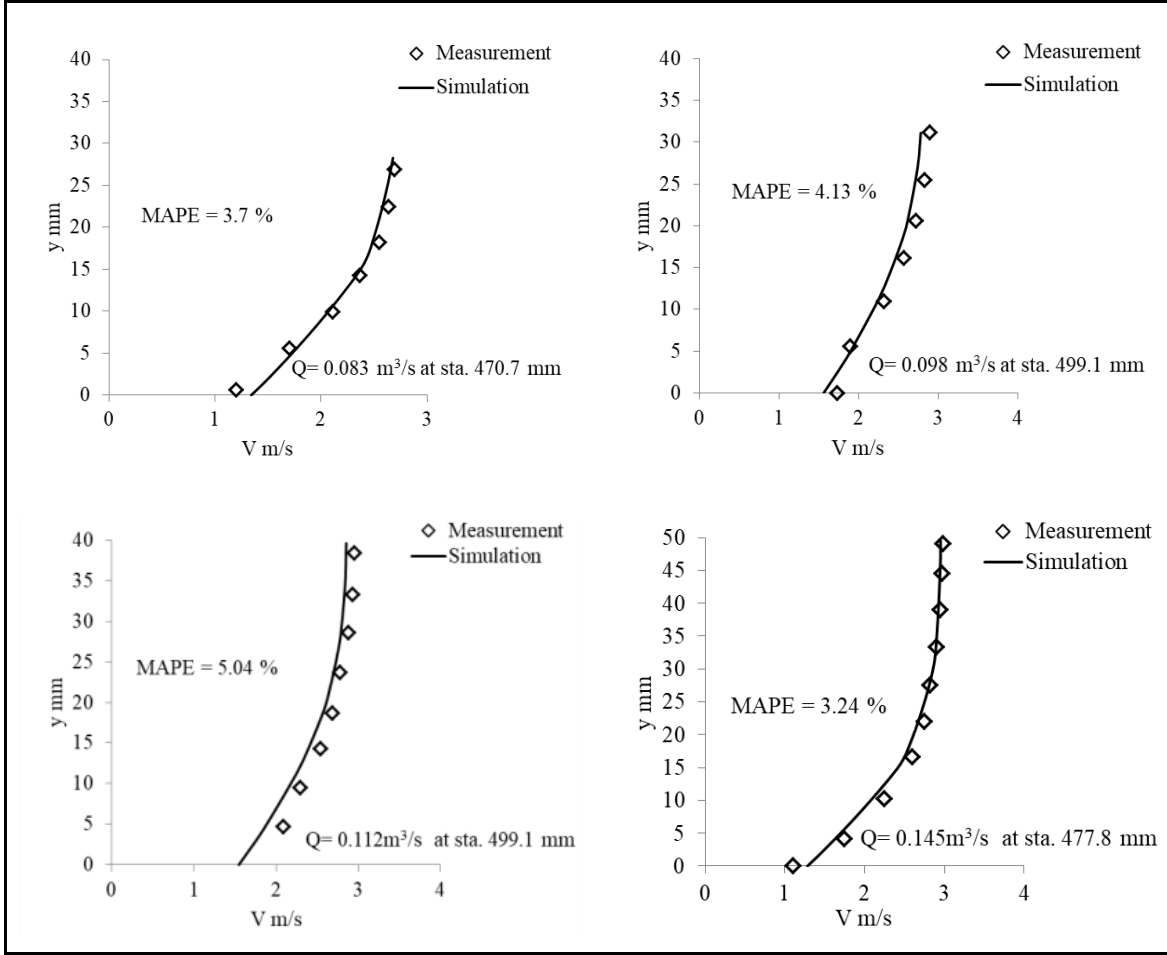 Measurement
Simulation
40
35
30
25
20
15
10
5
0
y mm
MAPE = 3.7 %
Q= 0.083 m³/s at sta. 470.7 mm
0 1 2 3
V m/s
Measurement
Simulation
40
35
30
25
20
15
10
5
0
y mm
MAPE = 4.13 %
Q= 0.098 m³/s at sta. 499.1 mm
0 1 2 3 4
V m/s
Measurement
Simulation
40
35
30
25
20
15
10
5
0
y mm
MAPE = 5.04 %
Q= 0.112m³/s at sta. 499.1 mm
0 1 2 3 4
V m/s
Measurement
Simulation
50
45
40
35
30
25
20
15
10
5
0
y mm
MAPE = 3.24 %
Q= 0.145m³/s at sta. 477.8 mm
0 1 2 3 4
V m/s